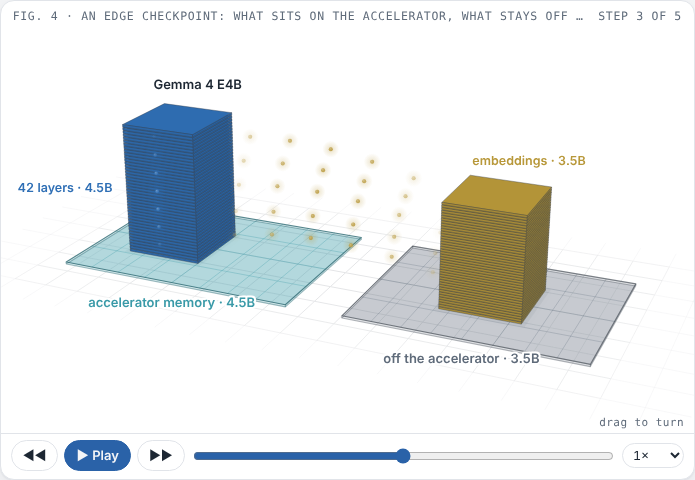 FIG. 4 · AN EDGE CHECKPOINT: WHAT SITS ON THE ACCELERATOR, WHAT STAYS OFF … STEP 3 OF 5
Gemma 4 E4B
embeddings · 3.5B
42 layers · 4.5B
accelerator memory · 4.5B
off the accelerator · 3.5B
drag to turn
Play
1×